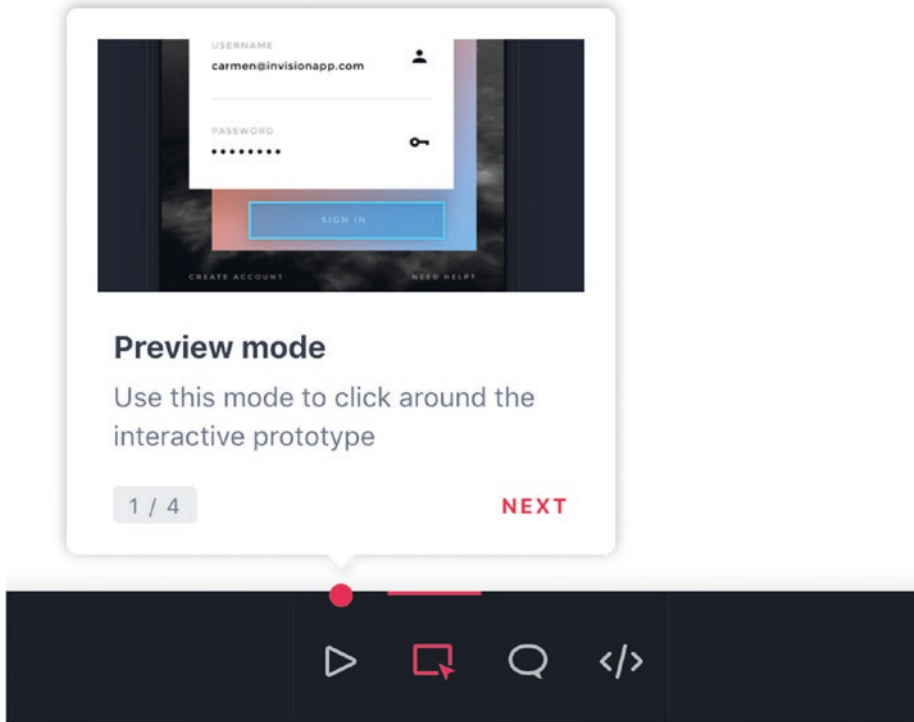 USERNAME
carmen@invisionapp.com
PASSWORD
SIGN IN
CREATE ACCOUNT
NEED HELP?
Preview mode
Use this mode to click around the
interactive prototype
1 / 4
NEXT